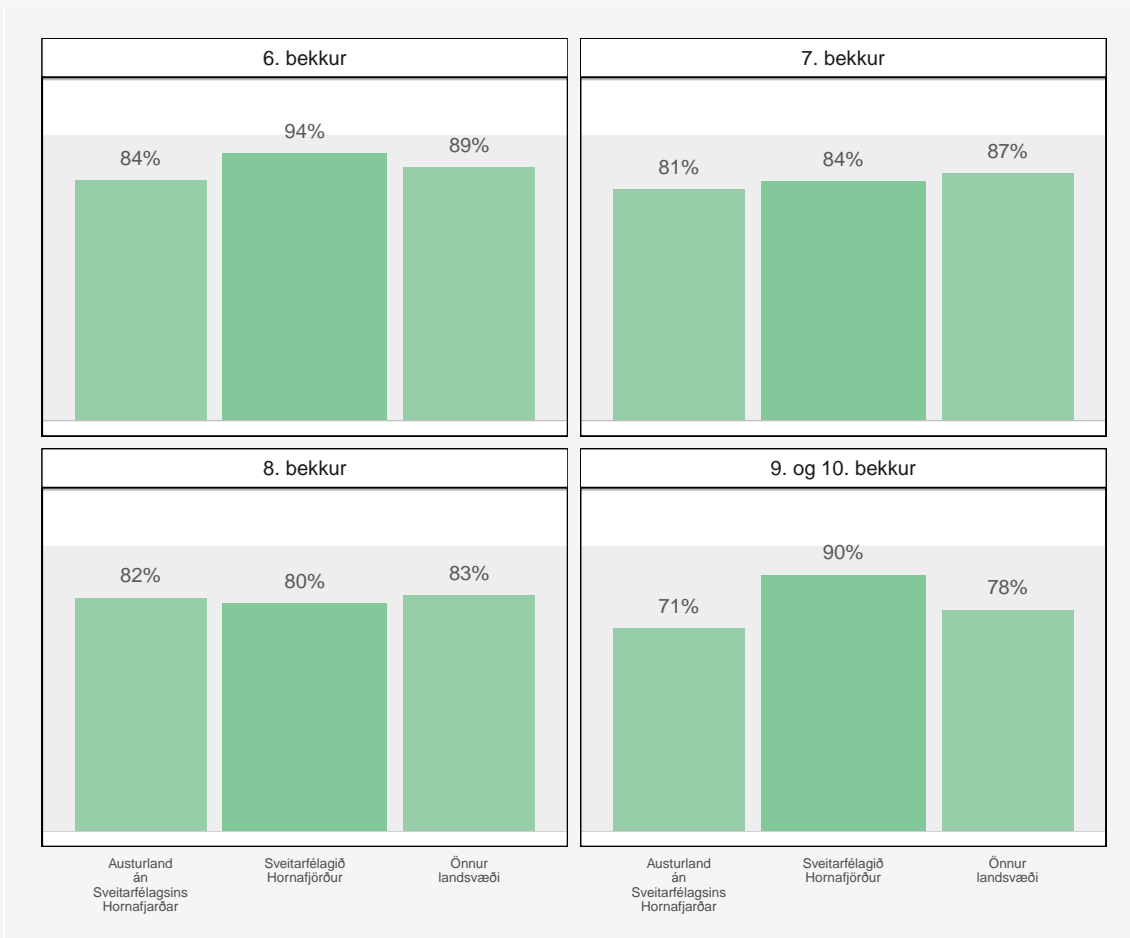 6. bekkur
7. bekkur
84%
94%
89%
81%
84%
87%
8. bekkur
9. og 10. bekkur
82%
80%
83%
71%
90%
78%
Austurland
án
Sveitarfélagsins
Hornafjarðar
Sveitarfélagið
Hornafjörður
Önnur
landsvæði
Austurland
án
Sveitarfélagsins
Hornafjarðar
Sveitarfélagið
Hornafjörður
Önnur
landsvæði